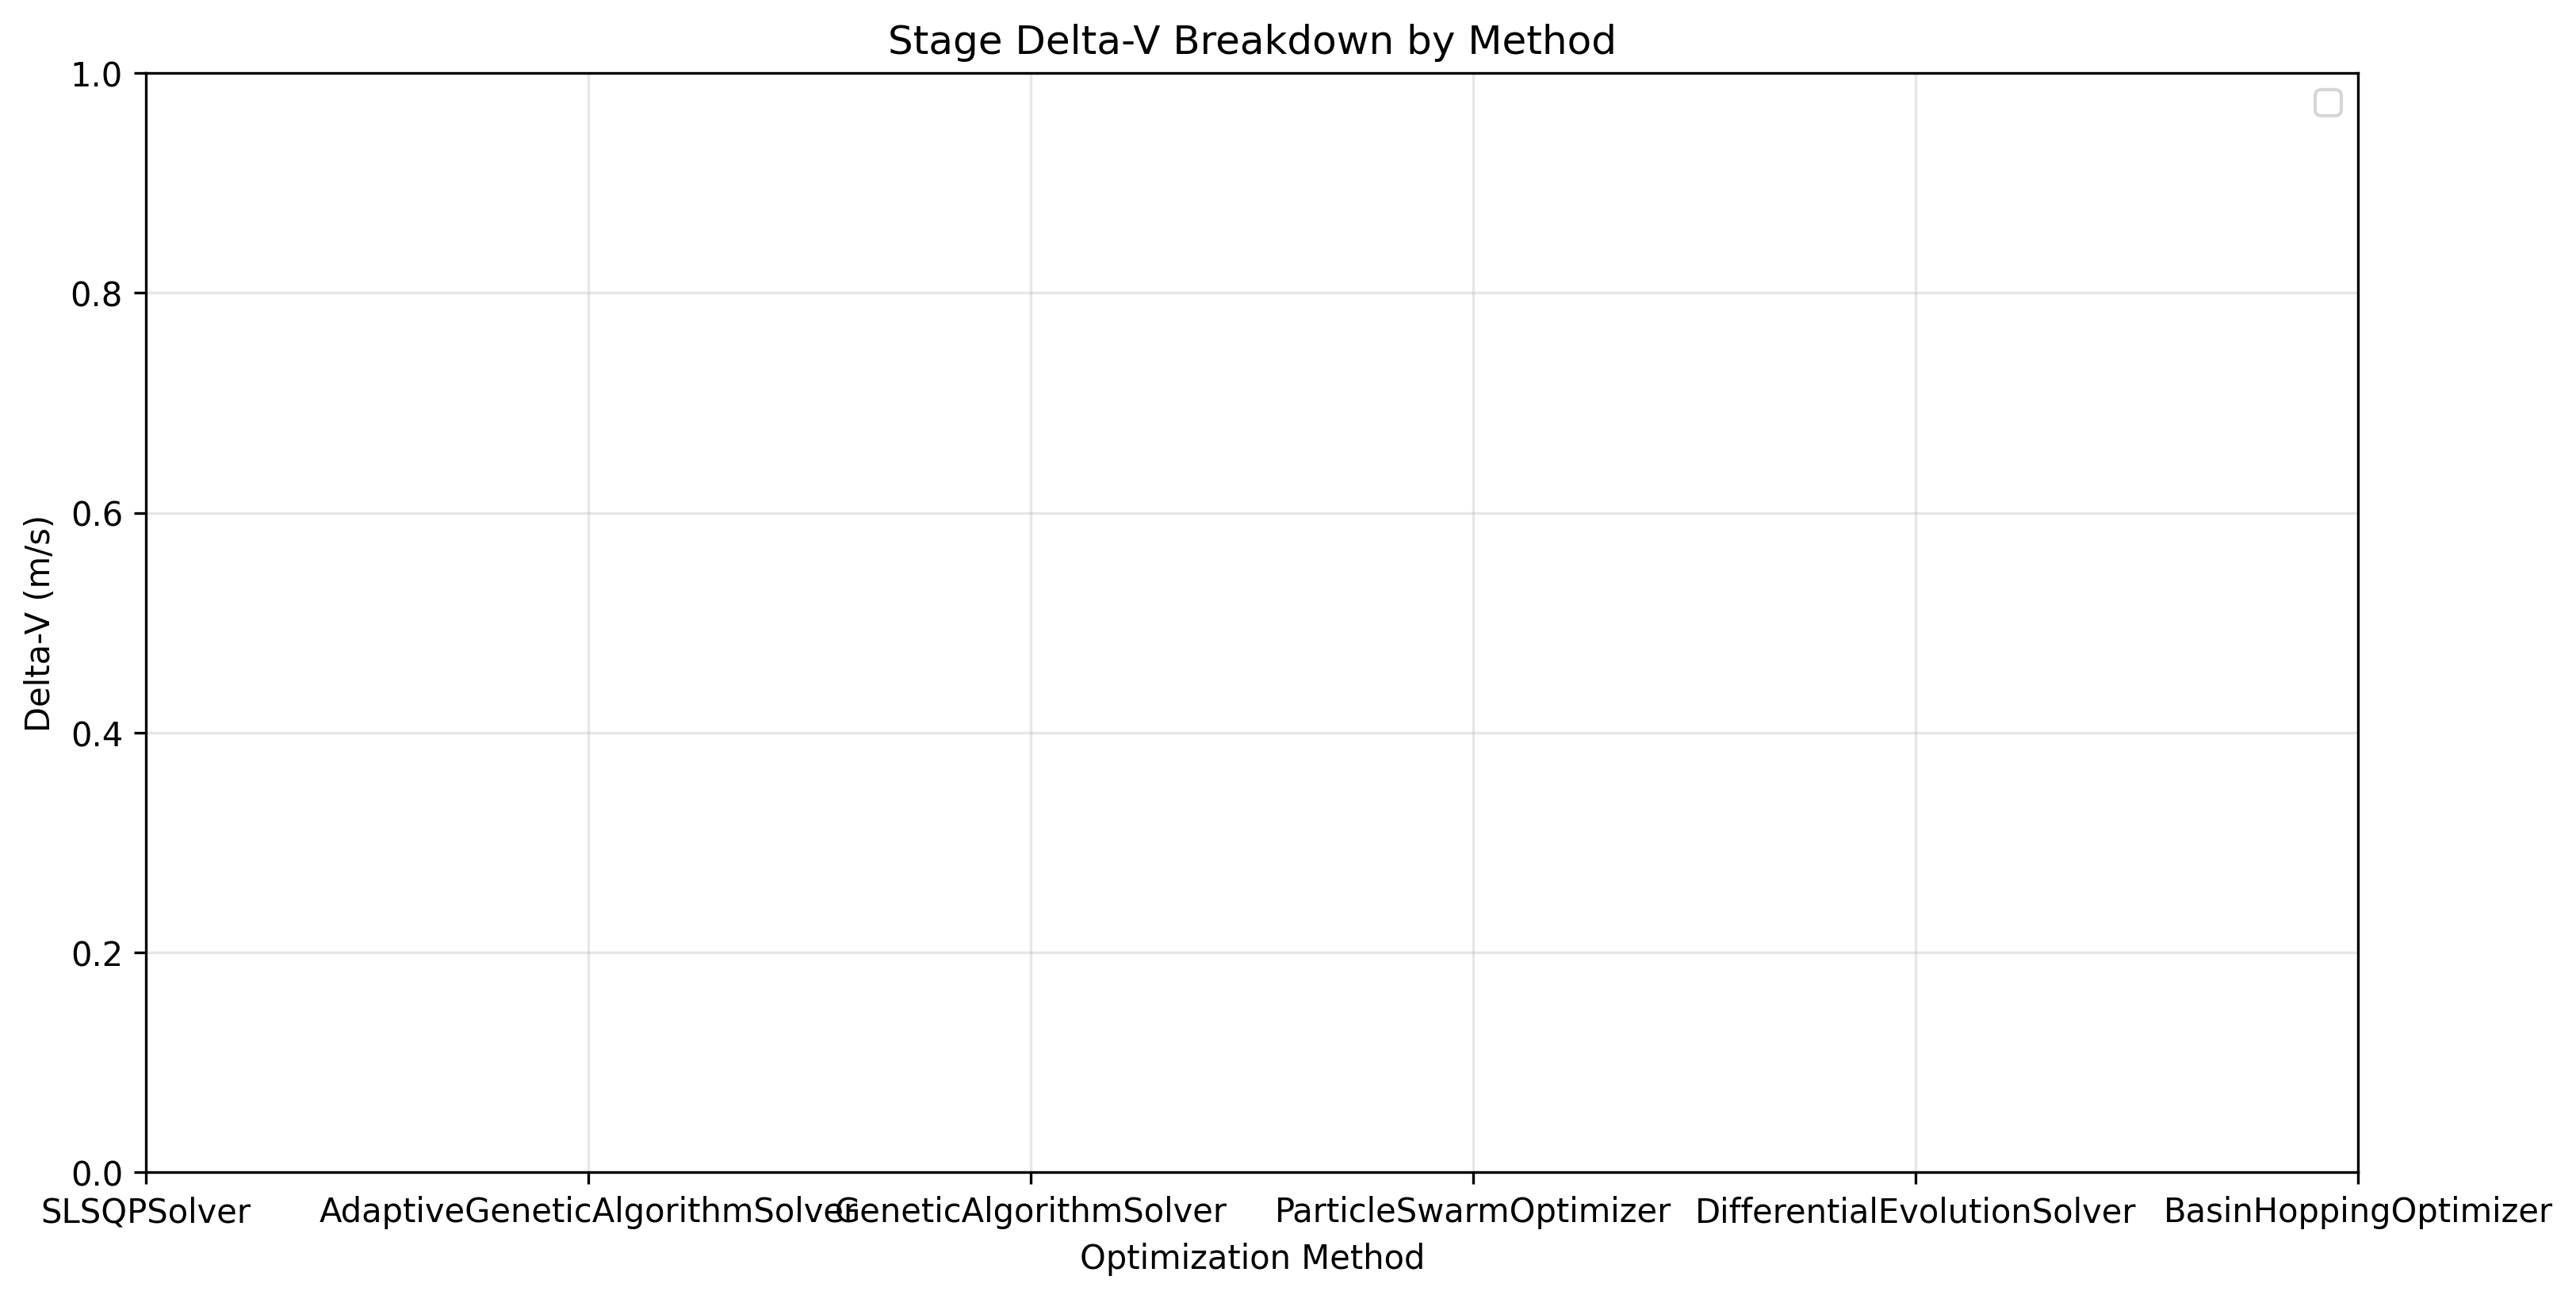 Stage Delta-V Breakdown by Method
1.0
0.8
0.6
0.4
0.2
0.0
Delta-V (m/s)
SLSQPSolver AdaptiveGeneticAlgorithmSolver GeneticAlgorithmSolver ParticleSwarmOptimizer DifferentialEvolutionSolver BasinHoppingOptimizer
Optimization Method